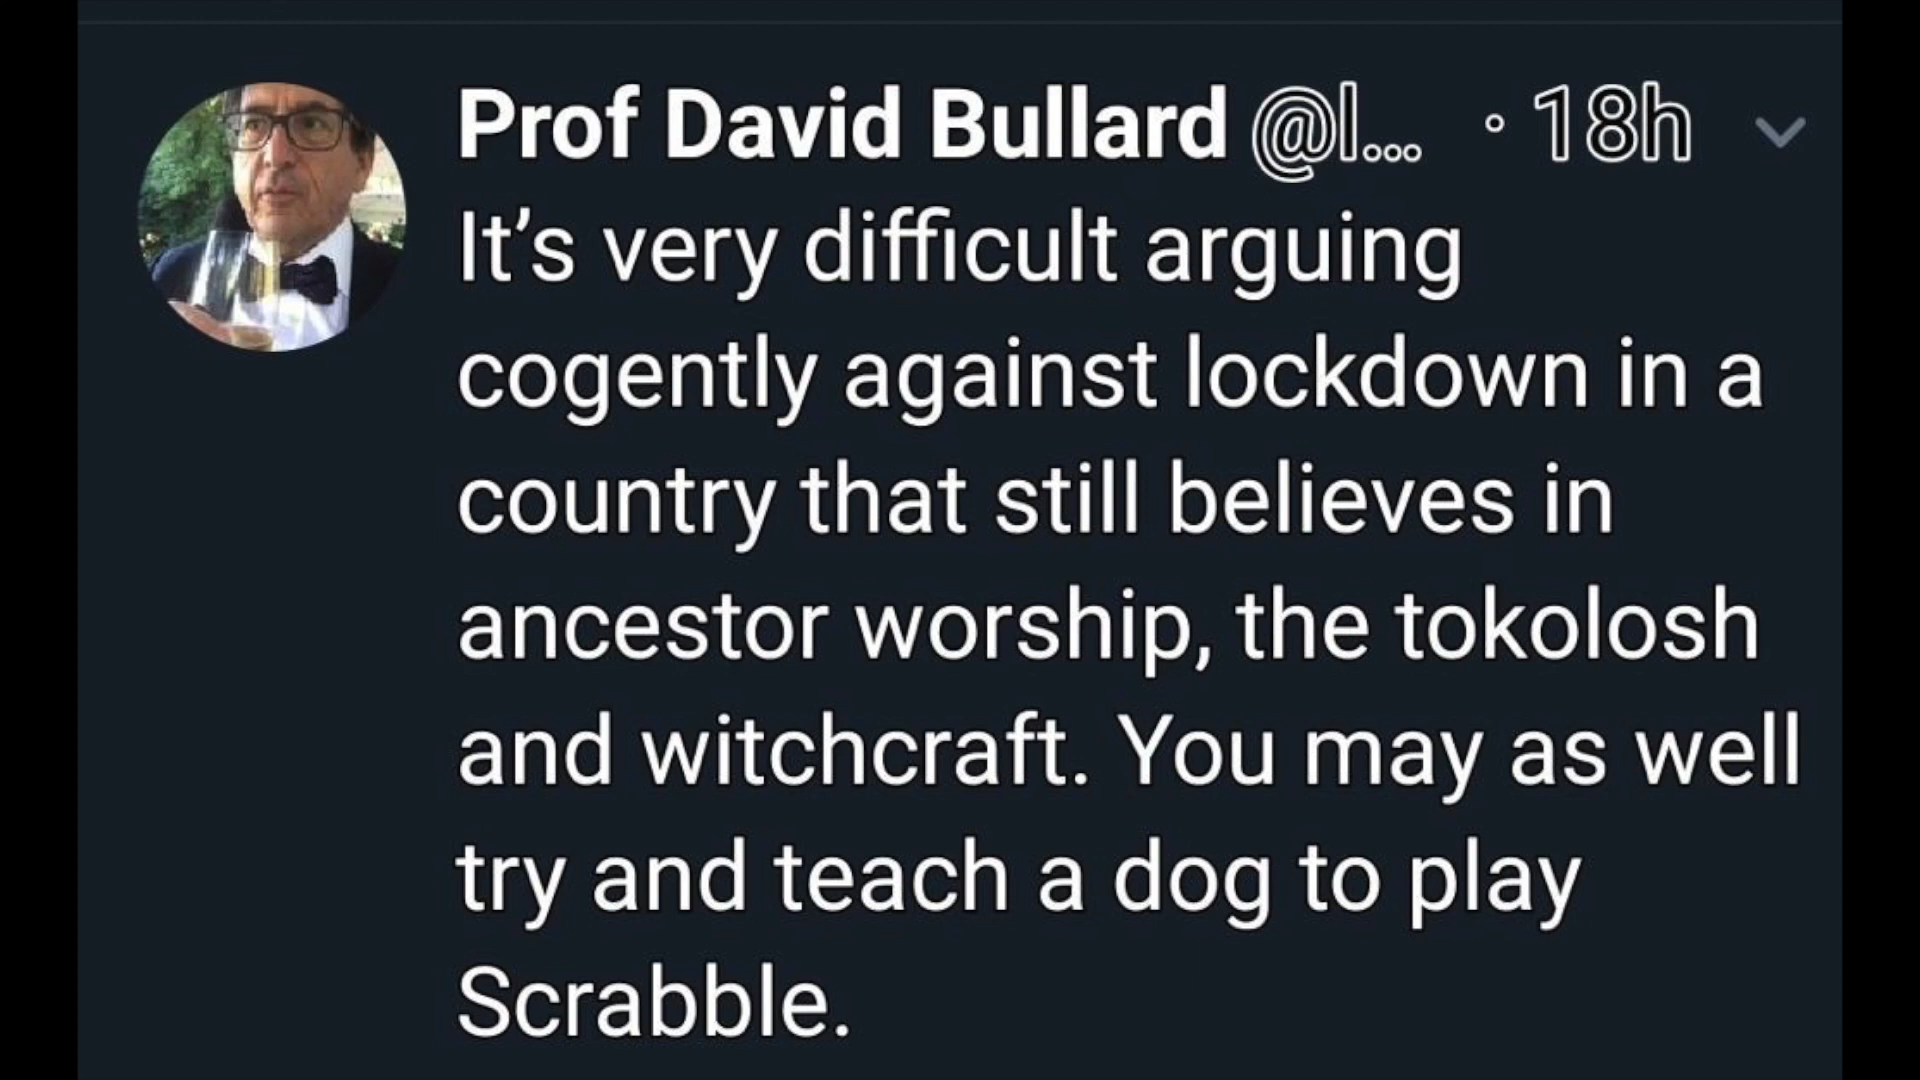 Prof David Bullard @l... · 18h
It's very difficult arguing
cogently against lockdown in a
country that still believes in
ancestor worship, the tokolosh
and witchcraft. You may as well
try and teach a dog to play
Scrabble.